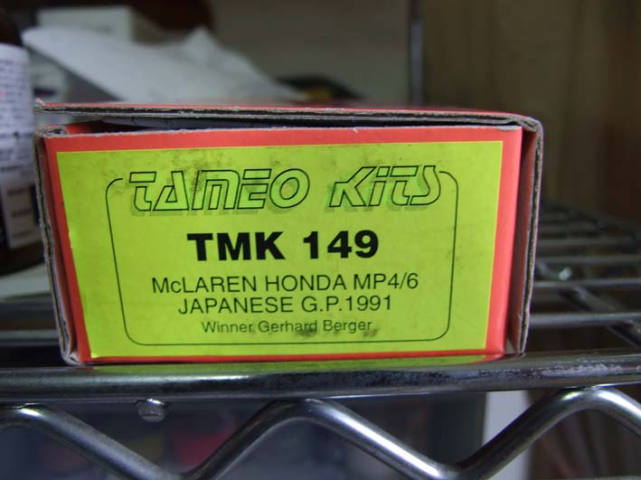 TAMEO KITS
TMK 149
McLAREN HONDA MP4/6
JAPANESE G.P.1991
Winner Gerhard Berger